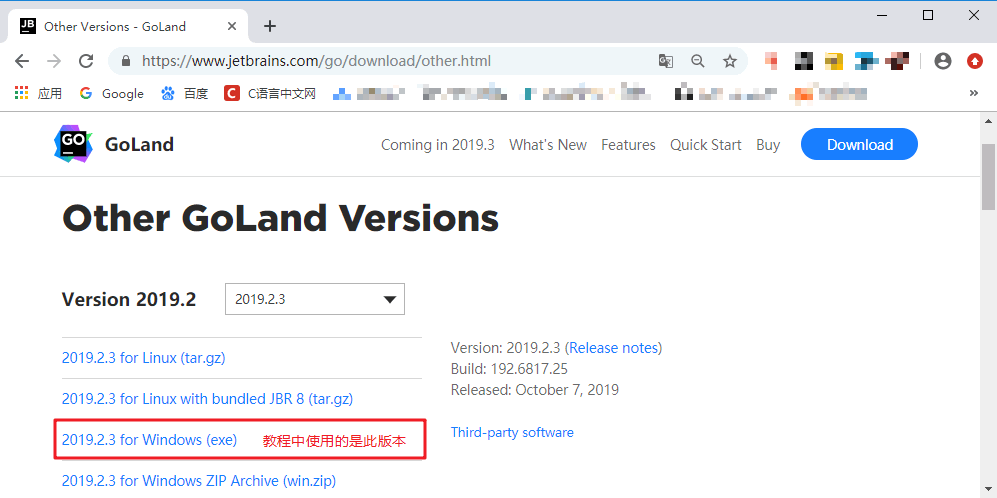 JB
Other Versions - GoLand
https://www.jetbrains.com/go/download/other.html
应用 Google 百度 C C语言中文网
GO GoLand Coming in 2019.3 What's New Features Quick Start Buy Download
Other GoLand Versions
Version 2019.2 2019.2.3
2019.2.3 for Linux (tar.gz)
2019.2.3 for Linux with bundled JBR 8 (tar.gz)
2019.2.3 for Windows (exe) 教程中使用的是此版本
2019.2.3 for Windows ZIP Archive (win.zip)
Version: 2019.2.3 (Release notes)
Build: 192.6817.25
Released: October 7, 2019
Third-party software